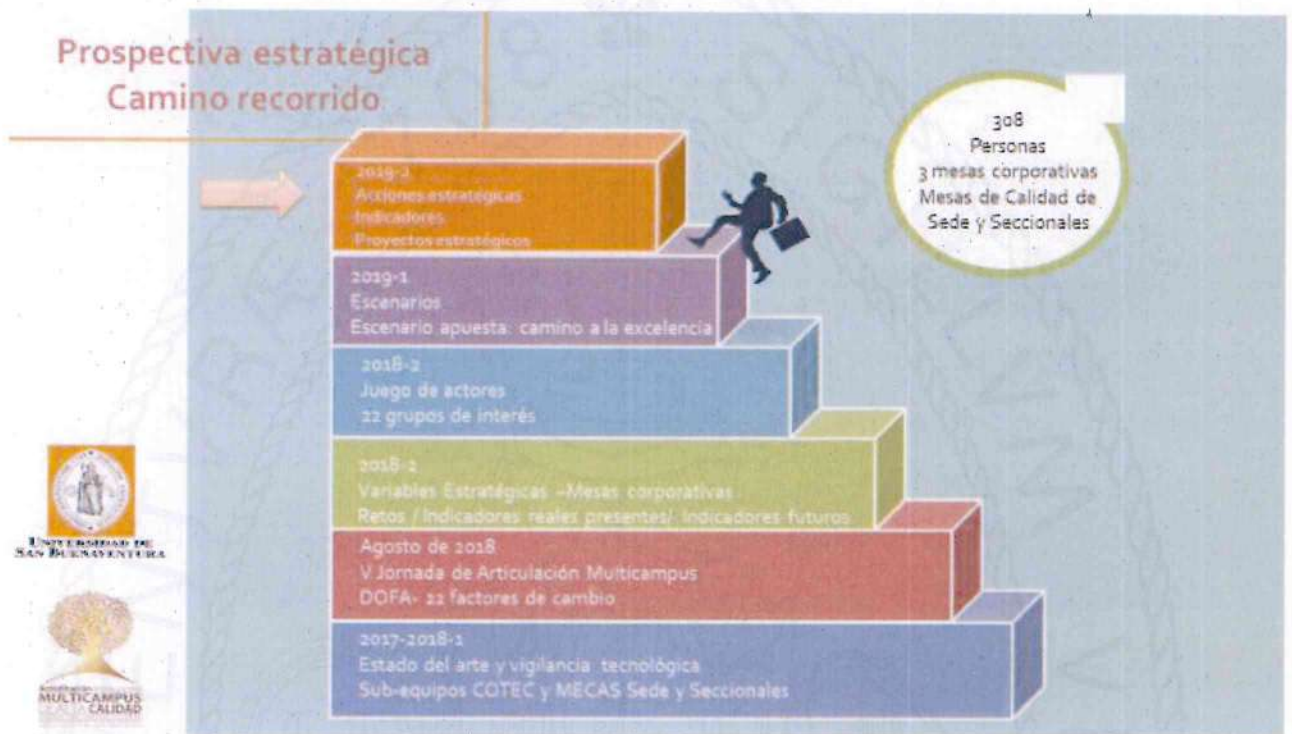 Prospectiva estratégica
Camino recorrido
308
Personas
3 mesas corporativas
Mesas de Calidad de
Sede y Seccionales
2019-2
Acciones estratégicas
Indicadores
Proyectos estratégicos
2019-1
Escenarios
Escenario apuesta: camino a la excelencia
2018-2
Juego de actores
22 grupos de interés
2018-2
Variables Estratégicas –Mesas corporativas
Retos / Indicadores reales presentes/ Indicadores futuros
Agosto de 2018
V Jornada de Articulación Multicampus
DOFA- 22 factores de cambio
2017-2018-1
Estado del arte y vigilancia tecnológica
Sub-equipos COTEC y MECAS Sede y Seccionales
UNIVERSIDAD DE
SAN BUENAVENTURA
MULTICAMPUS
CALIDAD